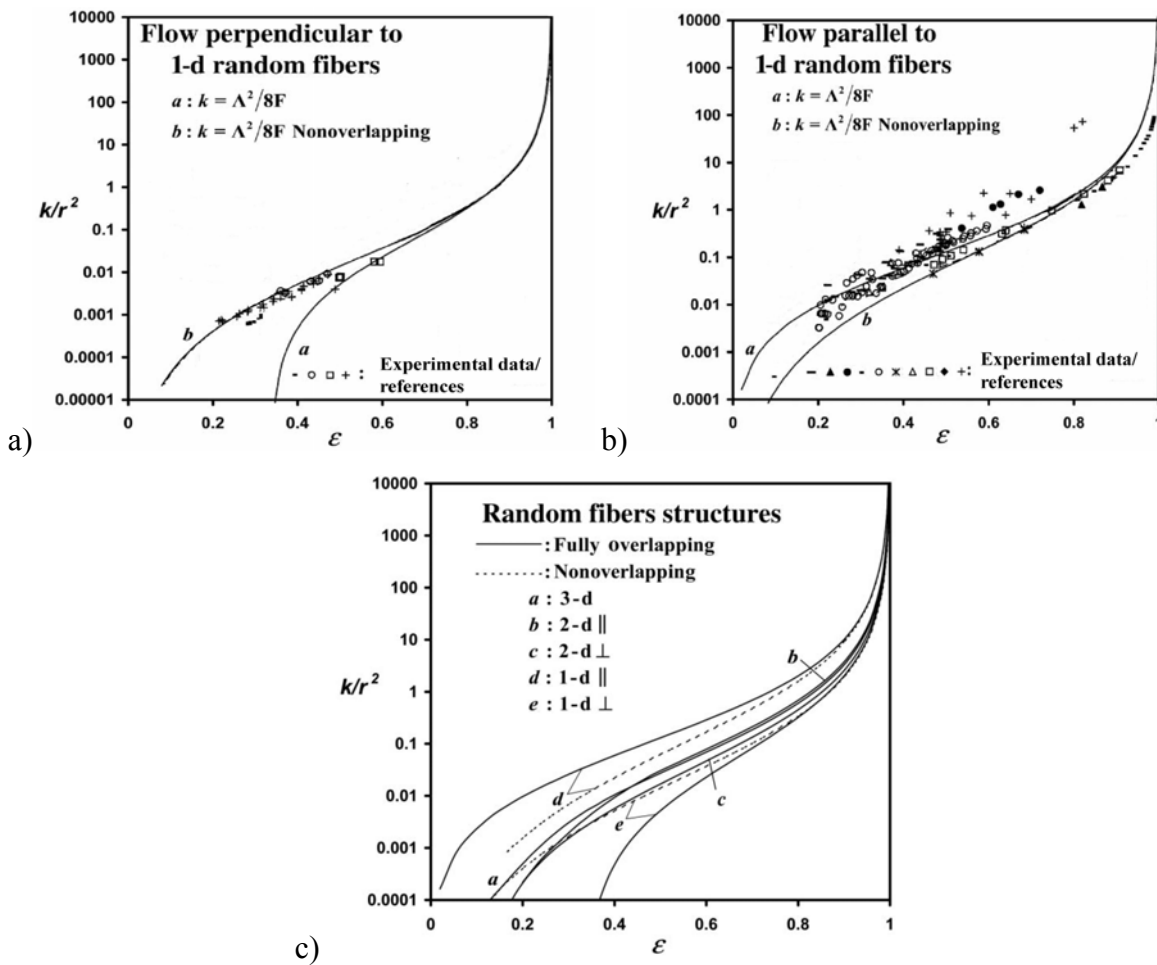 10000
1000
100
10
1
k/r²
0.1
0.01
0.001
0.0001
0.00001
Flow perpendicular to
1-d random fibers
a : k = Λ²/8F
b : k = Λ²/8F Nonoverlapping
b
a
Experimental data/
references
0 0.2 0.4 0.6 0.8 1
ε
a)
10000
1000
100
10
k/r²
1
0.1
0.01
0.001
0.0001
Flow parallel to
1-d random fibers
a : k = Λ²/8F
b : k = Λ²/8F Nonoverlapping
a
b
Experimental data/
references
0 0.2 0.4 0.6 0.8 1
ε
b)
10000
1000
100
10
k/r²
1
0.1
0.01
0.001
0.0001
Random fibers structures
: Fully overlapping
: Nonoverlapping
a : 3-d
b : 2-d ∥
c : 2-d ⊥
d : 1-d ∥
e : 1-d ⊥
b
d
c
e
a
0 0.2 0.4 0.6 0.8 1
ε
c)